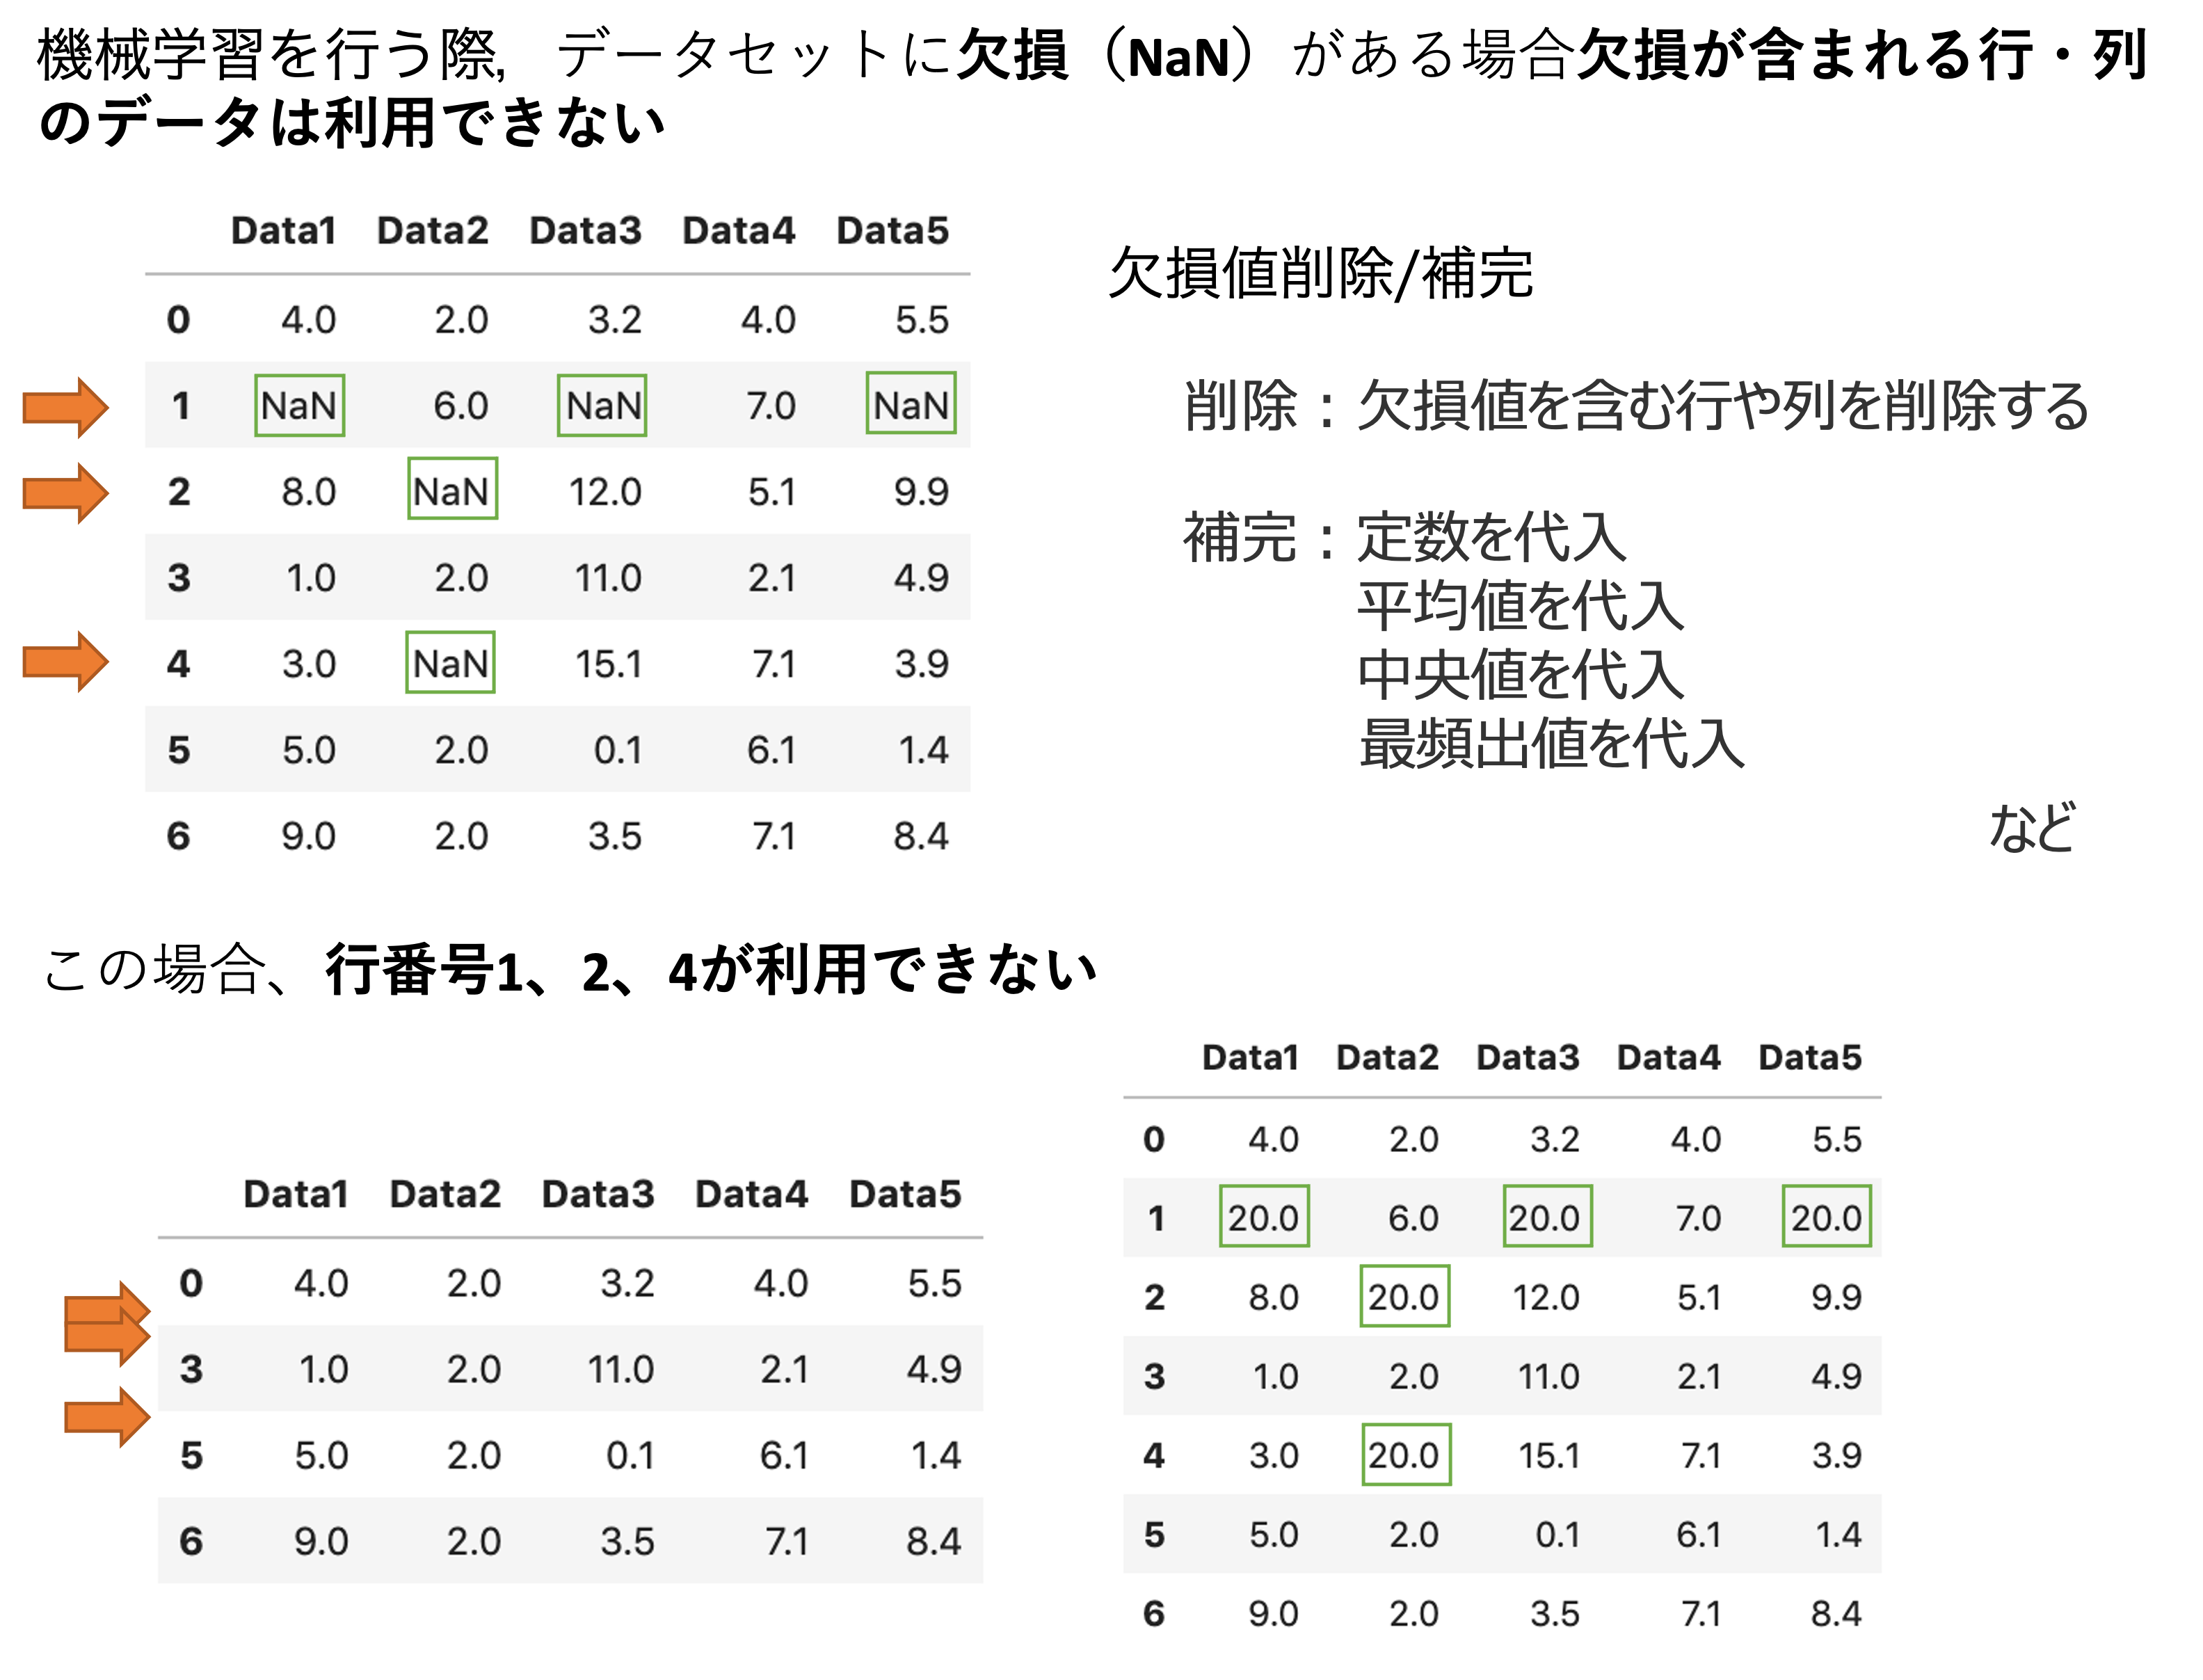 機械学習を行う際，データセットに欠損（NaN）がある場合欠損が含まれる行・列
のデータは利用できない
Data1 Data2 Data3 Data4 Data5
0 4.0 2.0 3.2 4.0 5.5
1 NaN 6.0 NaN 7.0 NaN
2 8.0 NaN 12.0 5.1 9.9
3 1.0 2.0 11.0 2.1 4.9
4 3.0 NaN 15.1 7.1 3.9
5 5.0 2.0 0.1 6.1 1.4
6 9.0 2.0 3.5 7.1 8.4
欠損値削除/補完
削除：欠損値を含む行や列を削除する
補完：定数を代入
平均値を代入
中央値を代入
最頻出値を代入
など
この場合、行番号1、2、4が利用できない
Data1 Data2 Data3 Data4 Data5
0 4.0 2.0 3.2 4.0 5.5
3 1.0 2.0 11.0 2.1 4.9
5 5.0 2.0 0.1 6.1 1.4
6 9.0 2.0 3.5 7.1 8.4
Data1 Data2 Data3 Data4 Data5
0 4.0 2.0 3.2 4.0 5.5
1 20.0 6.0 20.0 7.0 20.0
2 8.0 20.0 12.0 5.1 9.9
3 1.0 2.0 11.0 2.1 4.9
4 3.0 20.0 15.1 7.1 3.9
5 5.0 2.0 0.1 6.1 1.4
6 9.0 2.0 3.5 7.1 8.4